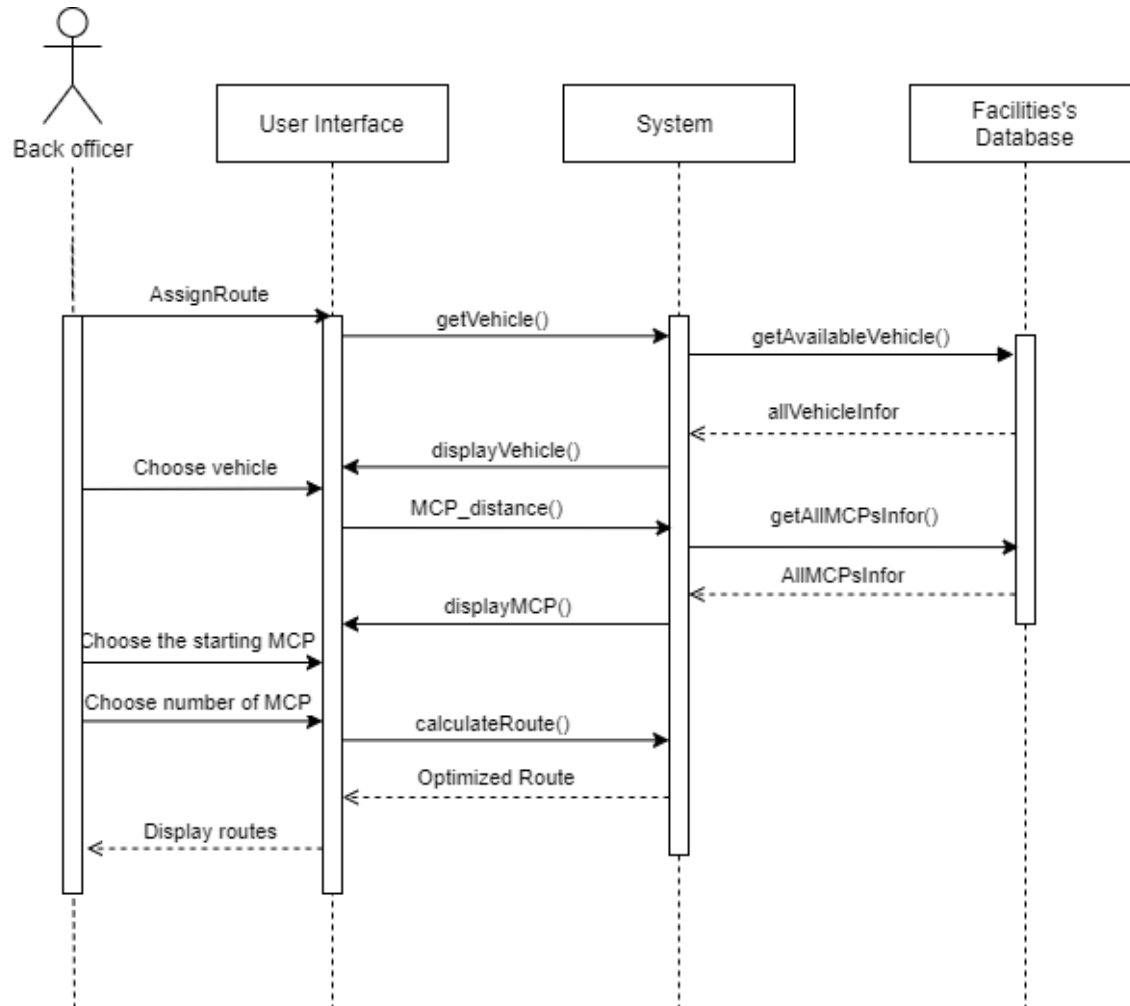 Back officer
User Interface
System
Facilities's
Database
AssignRoute
getVehicle()
getAvailableVehicle()
allVehicleInfor
displayVehicle()
Choose vehicle
MCP_distance()
getAllMCPsInfor()
AllMCPsInfor
displayMCP()
Choose the starting MCP
Choose number of MCP
calculateRoute()
Optimized Route
Display routes